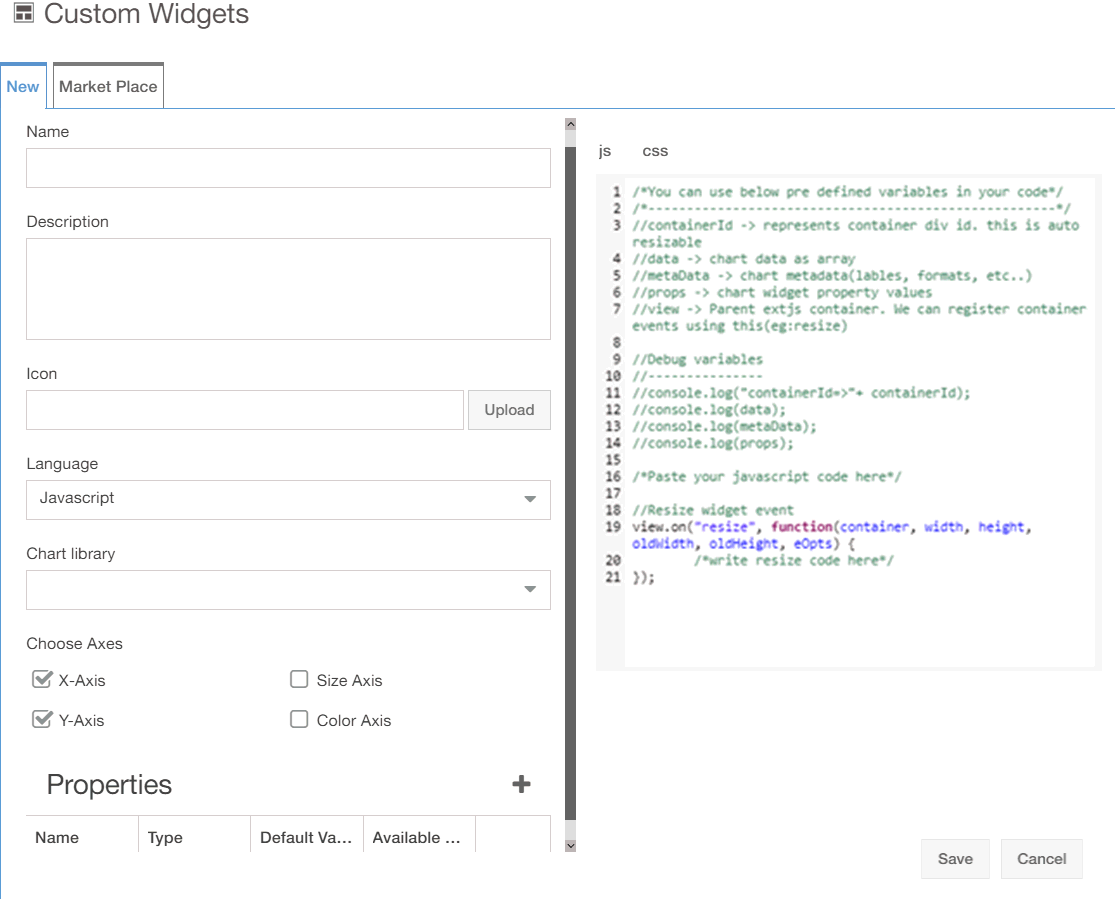 Custom Widgets
New
Market Place
Name
Description
Icon
Upload
Language
Javascript
Chart library
Choose Axes
X-Axis
Size Axis
Y-Axis
Color Axis
Properties
Name Type Default Va... Available ...
js css
1 /*You can use below pre defined variables in your code*/
2 /*-----------------------------------------------------*/
3 //containerId -> represents container div id. this is auto
resizable
4 //data -> chart data as array
5 //metaData -> chart metadata(lables, formats, etc..)
6 //props -> chart widget property values
7 //view -> Parent extjs container. We can register container
events using this(eg:resize)
8
9 //Debug variables
10 //---------------
11 //console.log("containerId=>"+ containerId);
12 //console.log(data);
13 //console.log(metaData);
14 //console.log(props);
15
16 /*Paste your javascript code here*/
17
18 //Resize widget event
19 view.on("resize", function(container, width, height,
oldWidth, oldHeight, eOpts) {
20 /*write resize code here*/
21 });
Save
Cancel